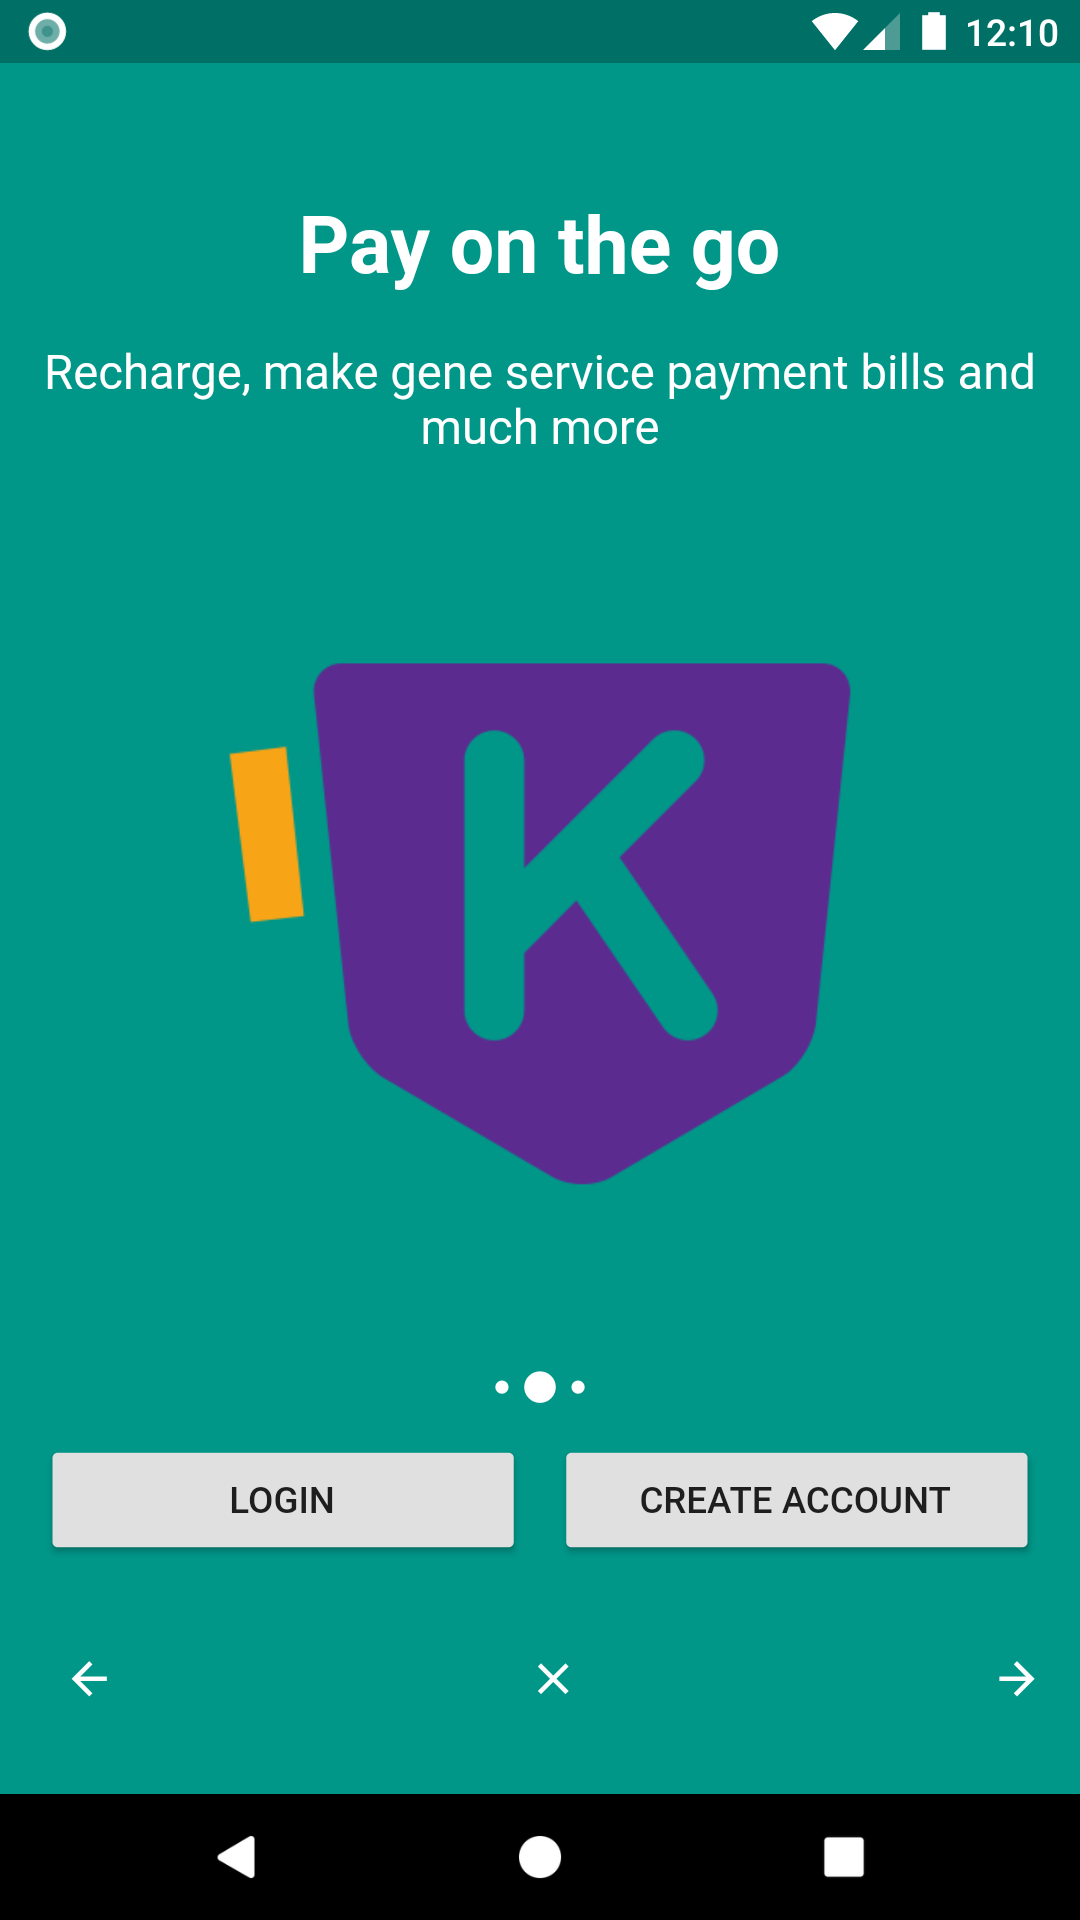 12:10
Pay on the go
Recharge, make gene service payment bills and
much more
K
LOGIN
CREATE ACCOUNT